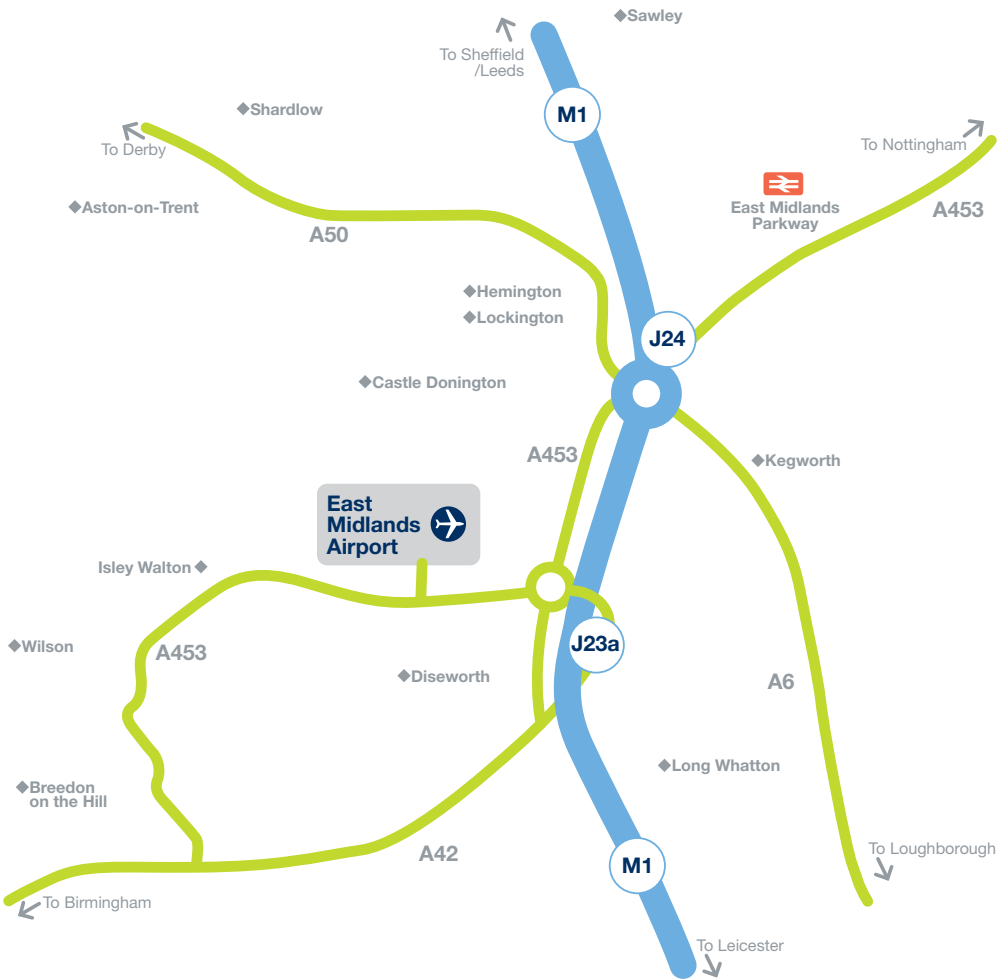 Sawley
To Sheffield
/Leeds
Shardlow
M1
To Derby
To Nottingham
Aston-on-Trent
East Midlands
Parkway
A453
A50
Hemington
Lockington
J24
Castle Donington
A453
Kegworth
East
Midlands
Airport
Isley Walton
Wilson
A453
J23a
Diseworth
A6
Long Whatton
Breedon
on the Hill
A42
To Loughborough
M1
To Birmingham
To Leicester